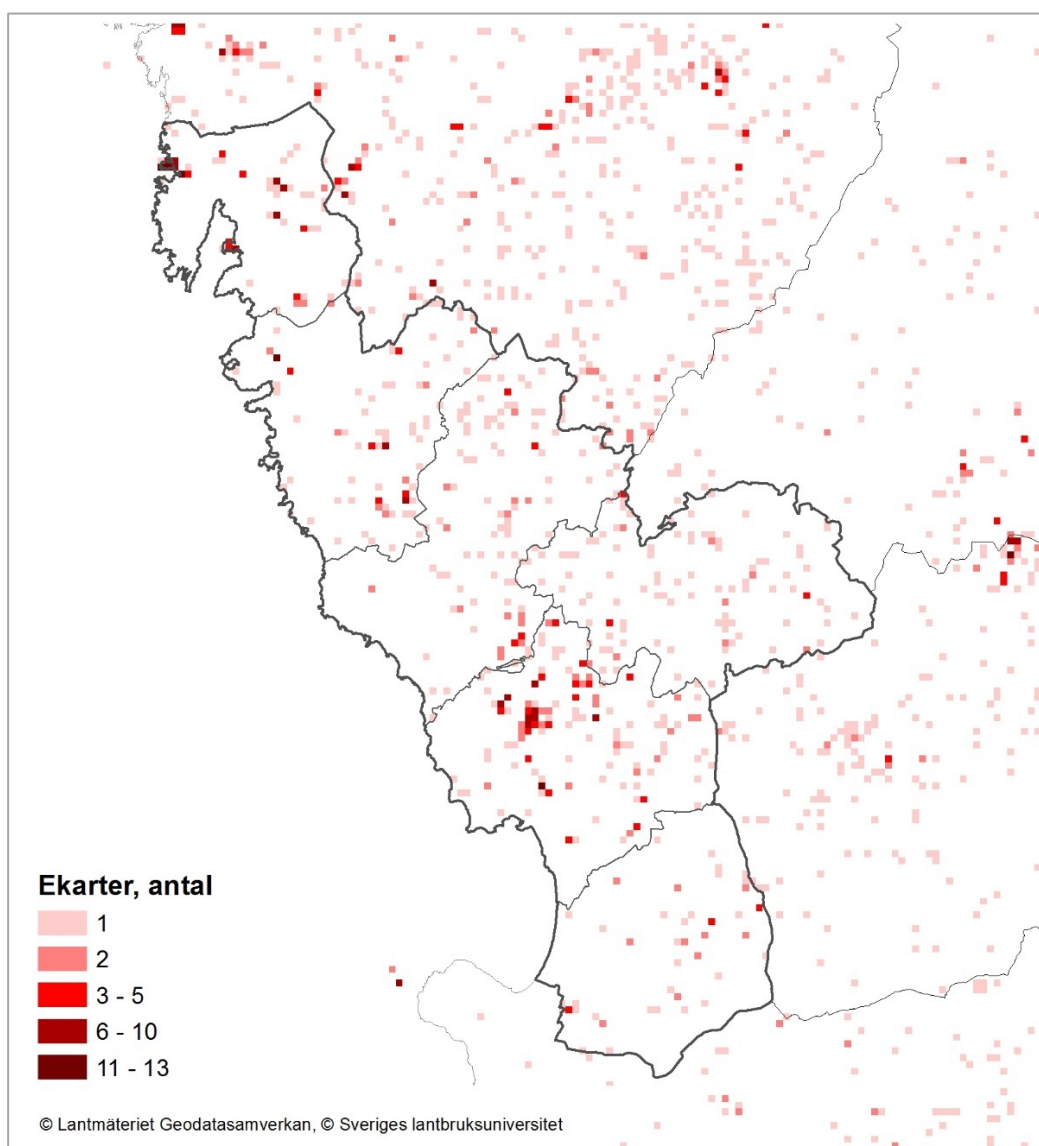 Ekarter, antal
1
2
3 - 5
6 - 10
11 - 13
© Lantmäteriet Geodatasamverkan, © Sveriges lantbruksuniversitet